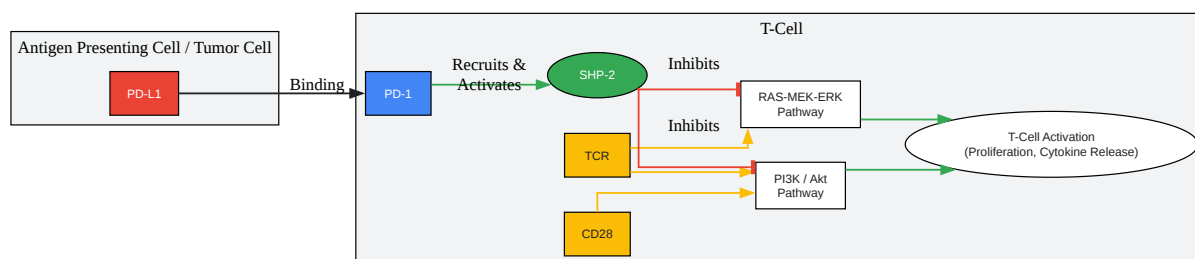 T-Cell
Antigen Presenting Cell / Tumor Cell
PD-L1
Binding
PD-1
Recruits &
Activates
SHP-2
Inhibits
Inhibits
RAS-MEK-ERK
Pathway
TCR
PI3K / Akt
Pathway
CD28
T-Cell Activation
(Proliferation, Cytokine Release)